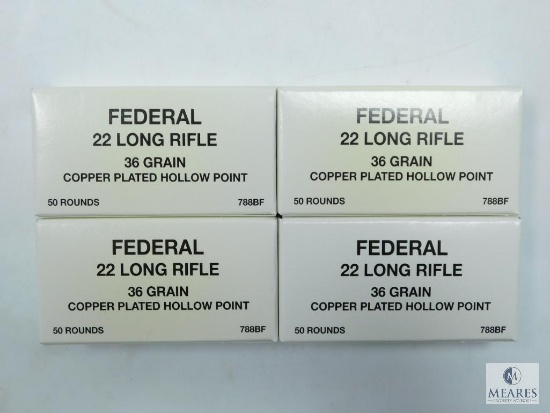 FEDERAL
22 LONG RIFLE
36 GRAIN
COPPER PLATED HOLLOW POINT
50 ROUNDS 788BF
FEDERAL
22 LONG RIFLE
36 GRAIN
COPPER PLATED HOLLOW POINT
50 ROUNDS 788BF
FEDERAL
22 LONG RIFLE
36 GRAIN
COPPER PLATED HOLLOW POINT
50 ROUNDS 788BF
FEDERAL
22 LONG RIFLE
36 GRAIN
COPPER PLATED HOLLOW POINT
50 ROUNDS 788BF
M
MEARES